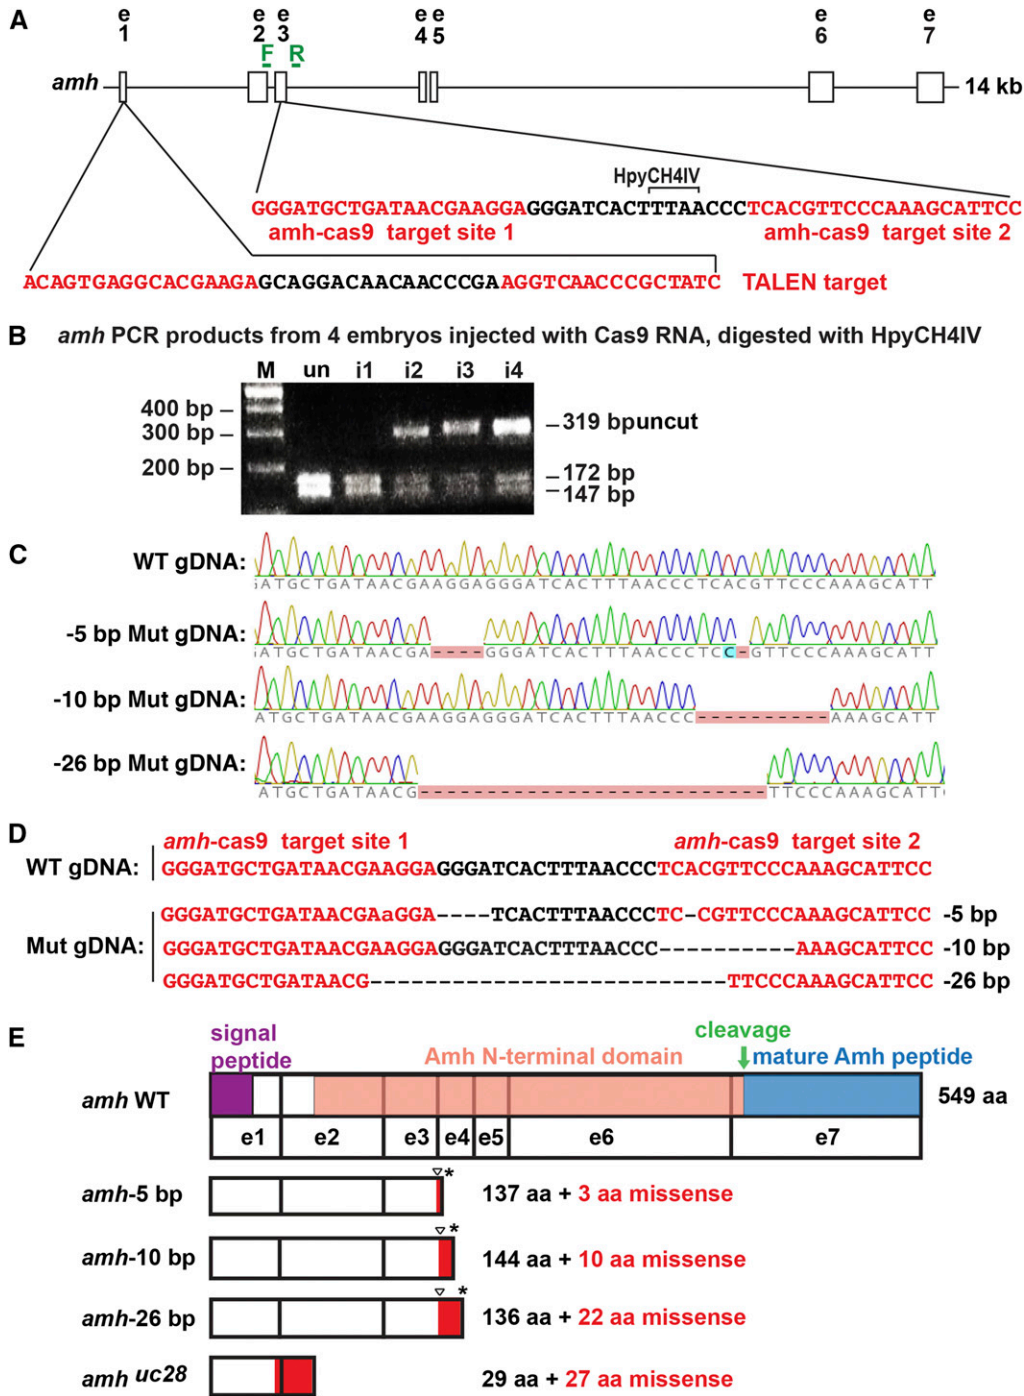 A
e 1
e 2
e 3
e 4
e 5
e 6
e 7
F
R
amh
14 kb
HpyCH4IV
GGGATGCTGATAACGAAGGAGGGATCACTTTAACCCTCACGTTCCCAAAGCATTCC
amh-cas9 target site 1
amh-cas9 target site 2
ACAGTGAGGCACGAAGAGCAGGACAACAACCCGAAGGTCAACCCGCTATC
TALEN target
B
amh PCR products from 4 embryos injected with Cas9 RNA, digested with HpyCH4IV
M un i1 i2 i3 i4
400 bp –
300 bp –
200 bp –
–319 bpuncut
–172 bp
–147 bp
C
WT gDNA:
GATGCTGATAACGAAGGAGGGATCACTTTAACCCTCACGTTCCCAAAGCATT
-5 bp Mut gDNA:
GATGCTGATAACGA----GGGATCACTTTAACCCTCC-GTTCCCAAAGCATT
-10 bp Mut gDNA:
ATGCTGATAACGAAGGAGGGATCACTTTAACCC----------AAAGCATT
-26 bp Mut gDNA:
ATGCTGATAACG--------------------------TTCCCAAAGCATT
D
amh-cas9 target site 1
amh-cas9 target site 2
WT gDNA:
GGGATGCTGATAACGAAGGAGGGATCACTTTAACCCTCACGTTCCCAAAGCATTCC
Mut gDNA:
GGGATGCTGATAACGAaGGA----TCACTTTAACCCTC-CGTTCCCAAAGCATTCC -5 bp
GGGATGCTGATAACGAAGGAGGGATCACTTTAACCC----------AAAGCATTCC -10 bp
GGGATGCTGATAACG--------------------------TTCCCAAAGCATTCC -26 bp
E
signal peptide
Amh N-terminal domain
cleavage
mature Amh peptide
amh WT
549 aa
e1 e2 e3 e4 e5 e6 e7
amh-5 bp
*
137 aa + 3 aa missense
amh-10 bp
*
144 aa + 10 aa missense
amh-26 bp
*
136 aa + 22 aa missense
amh uc28
29 aa + 27 aa missense